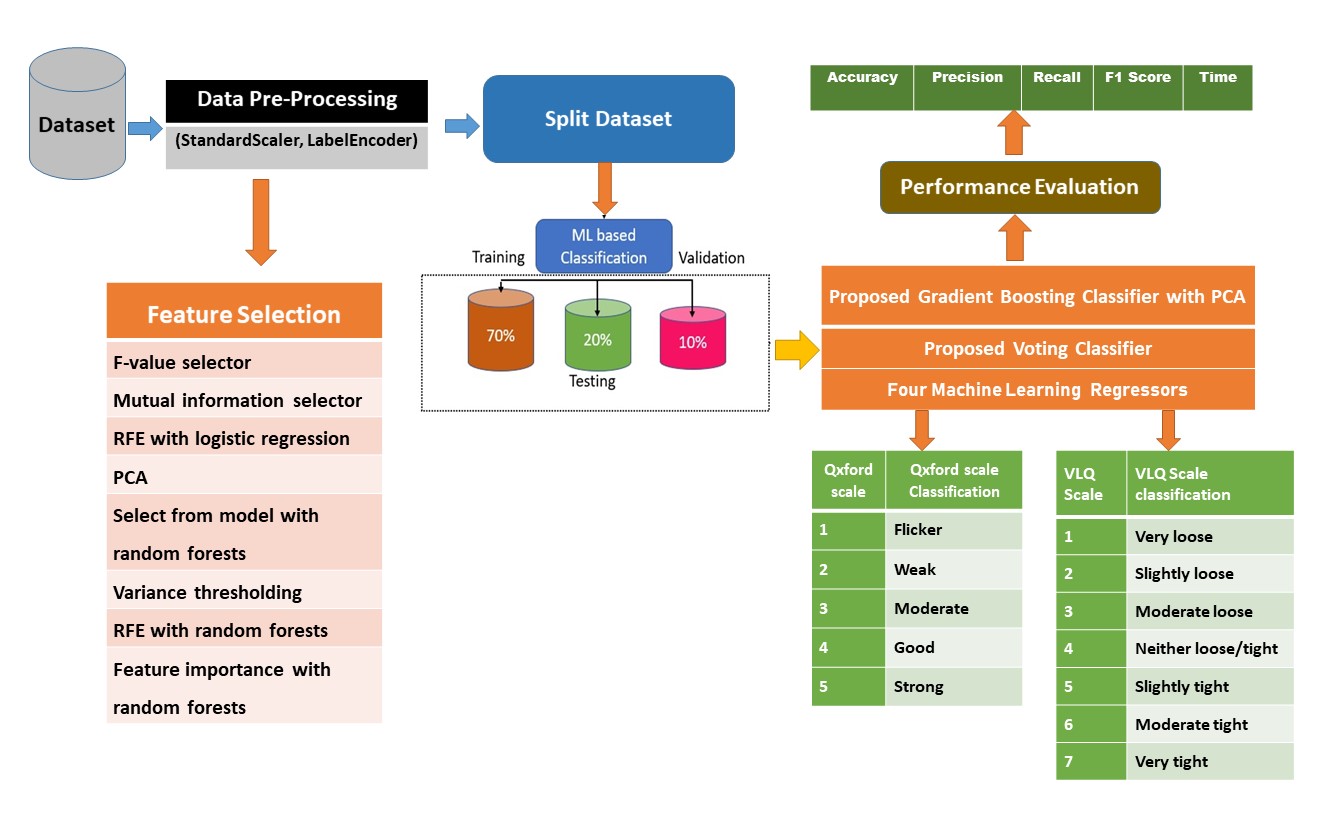 Dataset
Data Pre-Processing
(StandardScaler, LabelEncoder)
Split Dataset
ML based
Classification
Training
Validation
70%
20%
10%
Testing
Feature Selection
F-value selector
Mutual information selector
RFE with logistic regression
PCA
Select from model with
random forests
Variance thresholding
RFE with random forests
Feature importance with
random forests
Accuracy Precision Recall F1 Score Time
Performance Evaluation
Proposed Gradient Boosting Classifier with PCA
Proposed Voting Classifier
Four Machine Learning Regressors
Qxford
scale
Qxford scale
Classification
1 Flicker
2 Weak
3 Moderate
4 Good
5 Strong
VLQ
Scale
VLQ Scale
classification
1 Very loose
2 Slightly loose
3 Moderate loose
4 Neither loose/tight
5 Slightly tight
6 Moderate tight
7 Very tight